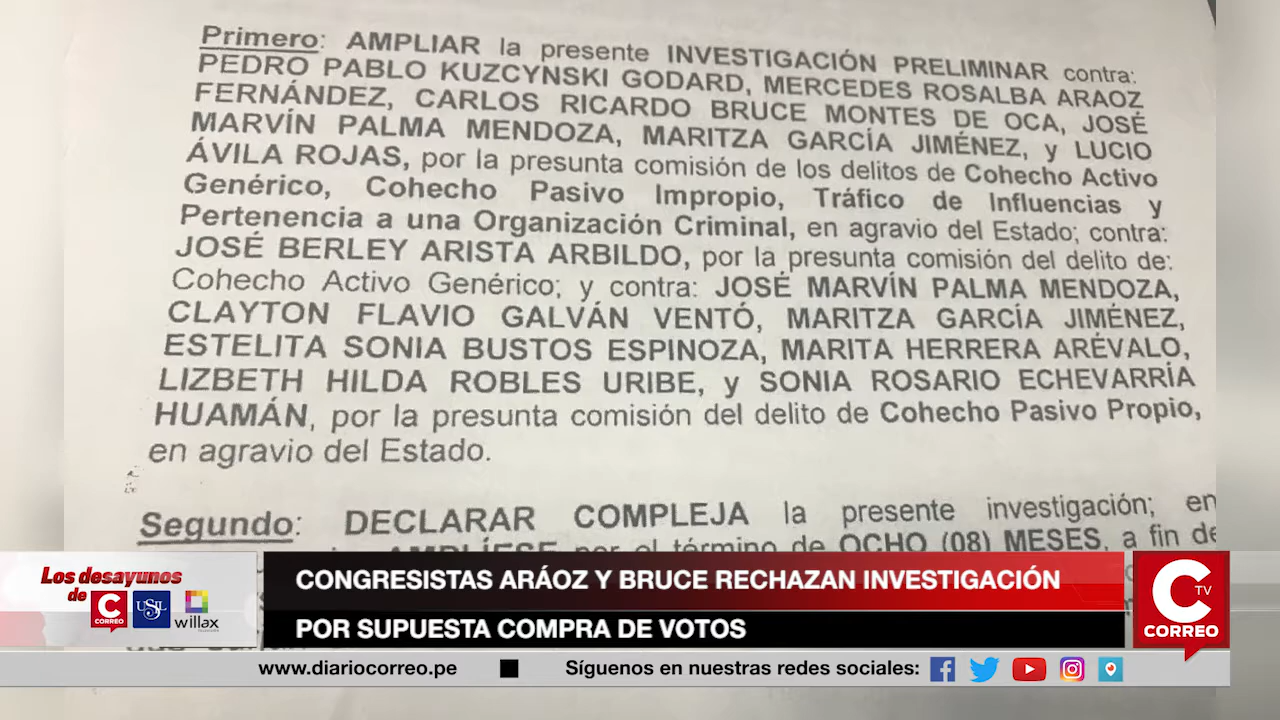 Primero: AMPLIAR la presente INVESTIGACIÓN PRELIMINAR contra:
PEDRO PABLO KUZCYNSKI GODARD, MERCEDES ROSALBA ARAOZ
FERNÁNDEZ, CARLOS RICARDO BRUCE MONTES DE OCA, JOSÉ
MARVÍN PALMA MENDOZA, MARITZA GARCÍA JIMÉNEZ, y LUCIO
ÁVILA ROJAS, por la presunta comisión de los delitos de Cohecho Activo
Genérico, Cohecho Pasivo Impropio, Tráfico de Influencias y
Pertenencia a una Organización Criminal, en agravio del Estado; contra:
JOSÉ BERLEY ARISTA ARBILDO, por la presunta comisión del delito de:
Cohecho Activo Genérico; y contra: JOSÉ MARVÍN PALMA MENDOZA,
CLAYTON FLAVIO GALVÁN VENTÓ, MARITZA GARCÍA JIMÉNEZ,
ESTELITA SONIA BUSTOS ESPINOZA, MARITA HERRERA ARÉVALO,
LIZBETH HILDA ROBLES URIBE, y SONIA ROSARIO ECHEVARRÍA
HUAMÁN, por la presunta comisión del delito de Cohecho Pasivo Propio,
en agravio del Estado.
Segundo: DECLARAR COMPLEJA la presente investigación; en
AMPLÍESE por el término de OCHO (08) MESES, a fin de
Los desayunos
de
C
CORREO
USIL
willax
TELEVISIÓN
CONGRESISTAS ARÁOZ Y BRUCE RECHAZAN INVESTIGACIÓN
POR SUPUESTA COMPRA DE VOTOS
C TV
CORREO
www.diariocorreo.pe
Síguenos en nuestras redes sociales: